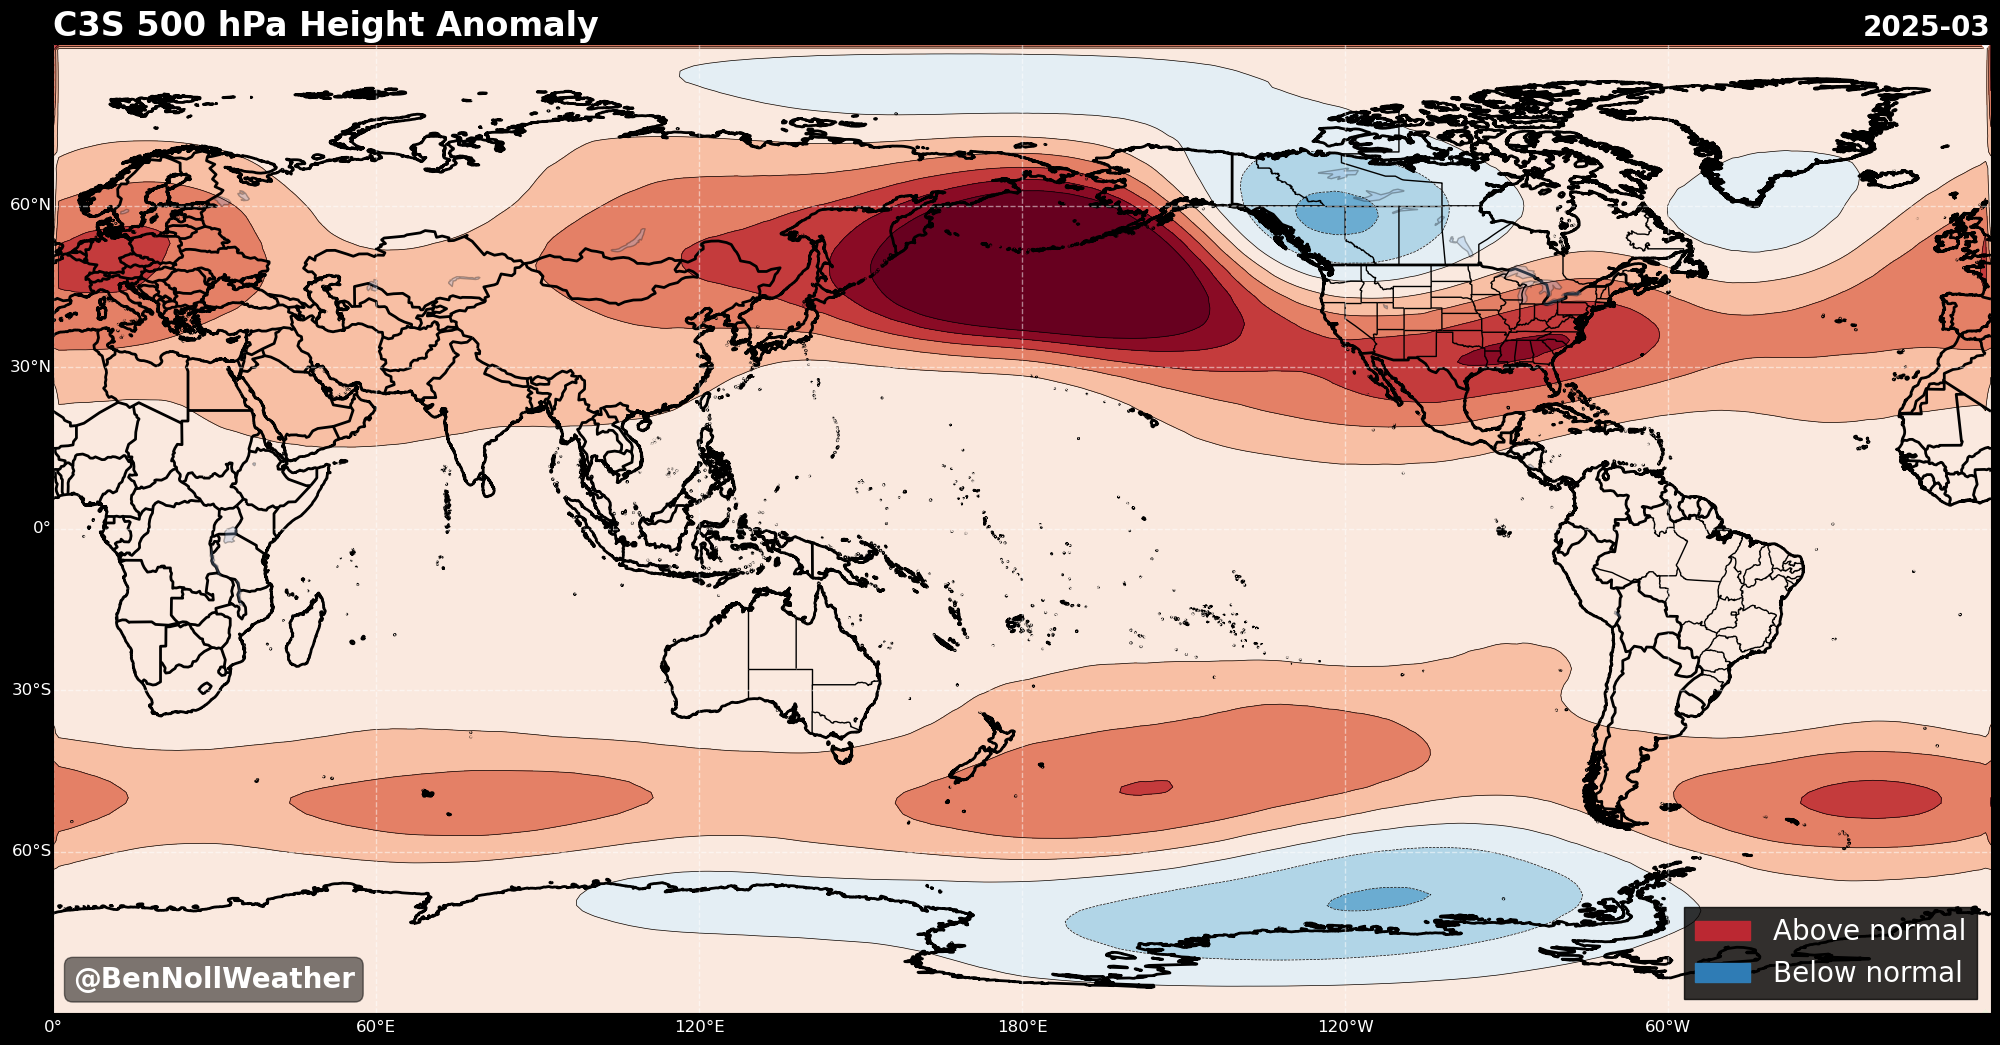 C3S 500 hPa Height Anomaly
2025-03
60°N
30°N
0°
30°S
60°S
Above normal
Below normal
@BenNollWeather
0°
60°E
120°E
180°E
120°W
60°W